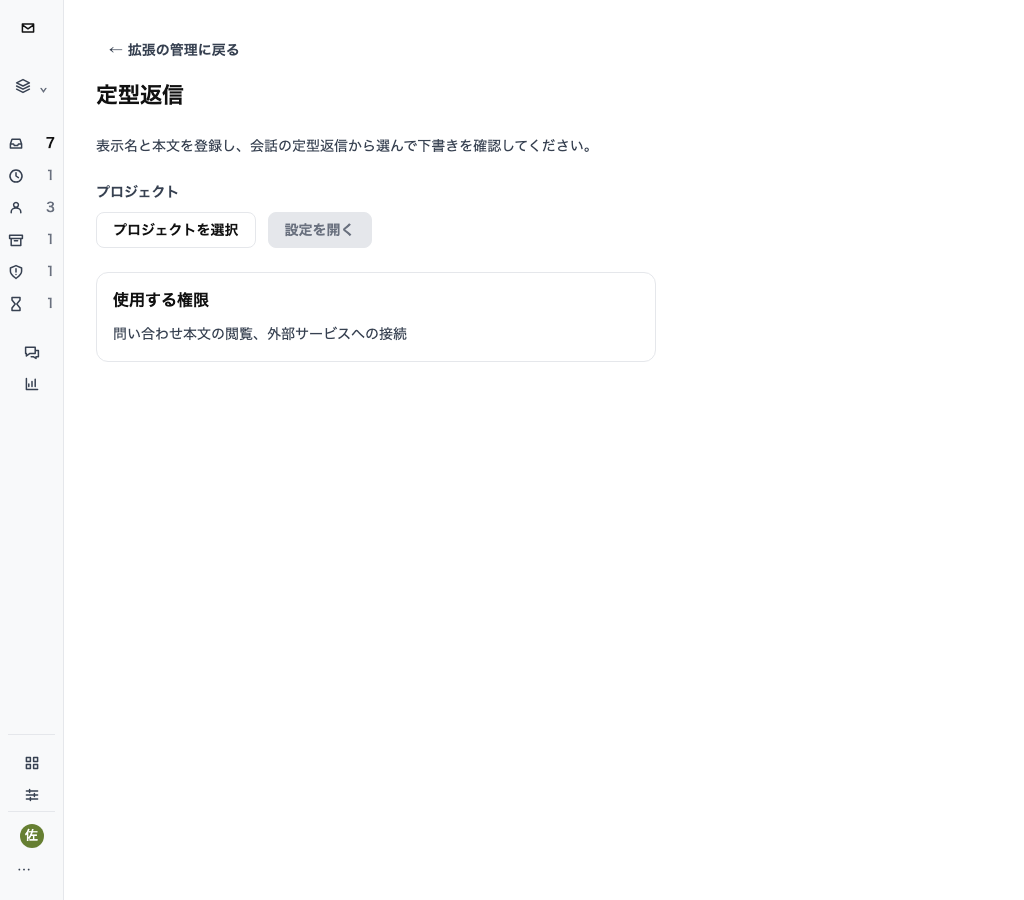 ← 拡張の管理に戻る
定型返信
表示名と本文を登録し、会話の定型返信から選んで下書きを確認してください。
プロジェクト
プロジェクトを選択
設定を開く
使用する権限
問い合わせ本文の閲覧、外部サービスへの接続
7
1
3
1
1
1
佐
…